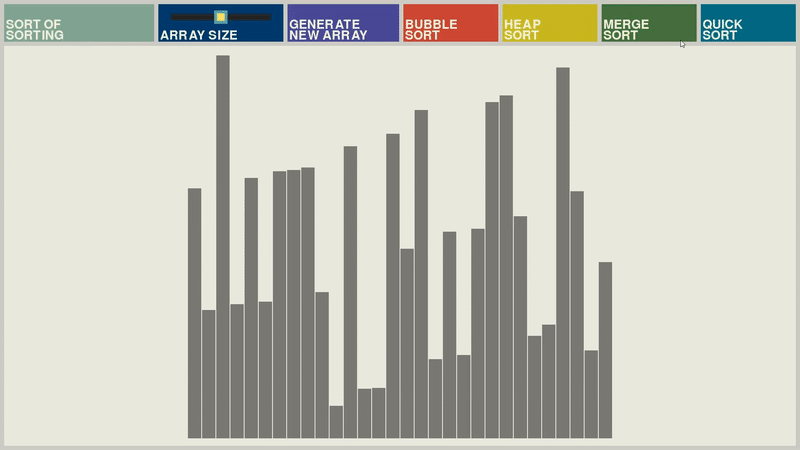 SORT OF
SORTING
ARRAY SIZE
GENERATE
NEW ARRAY
BUBBLE
SORT
HEAP
SORT
MERGE
SORT
QUICK
SORT